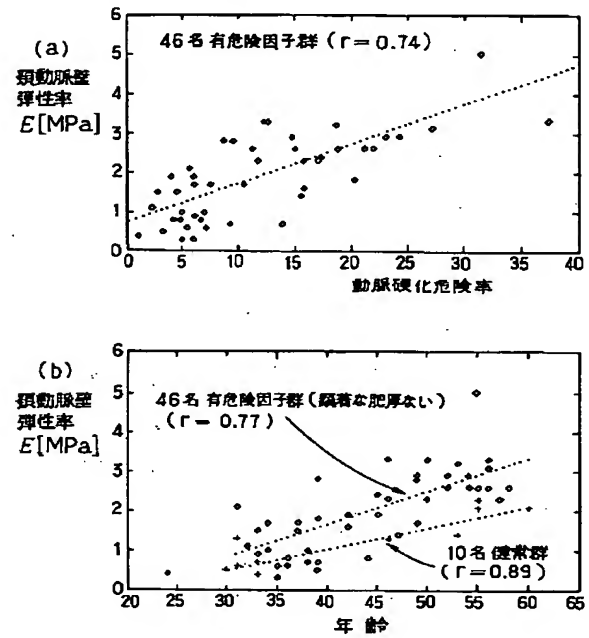 (a)
46名有危険因子群(r=0.74)
頚動脈壁
弾性率
E[MPa]
6
5
4
3
2
1
0
0 5 10 15 20 25 30 35 40
動脈硬化危険率
(b)
頚動脈壁
弾性率
E[MPa]
46名有危険因子群(顕著な肥厚ない)
(r=0.77)
6
5
4
3
2
1
0
10名健常群
(r=0.89)
20 25 30 35 40 45 50 55 60 65
年齢